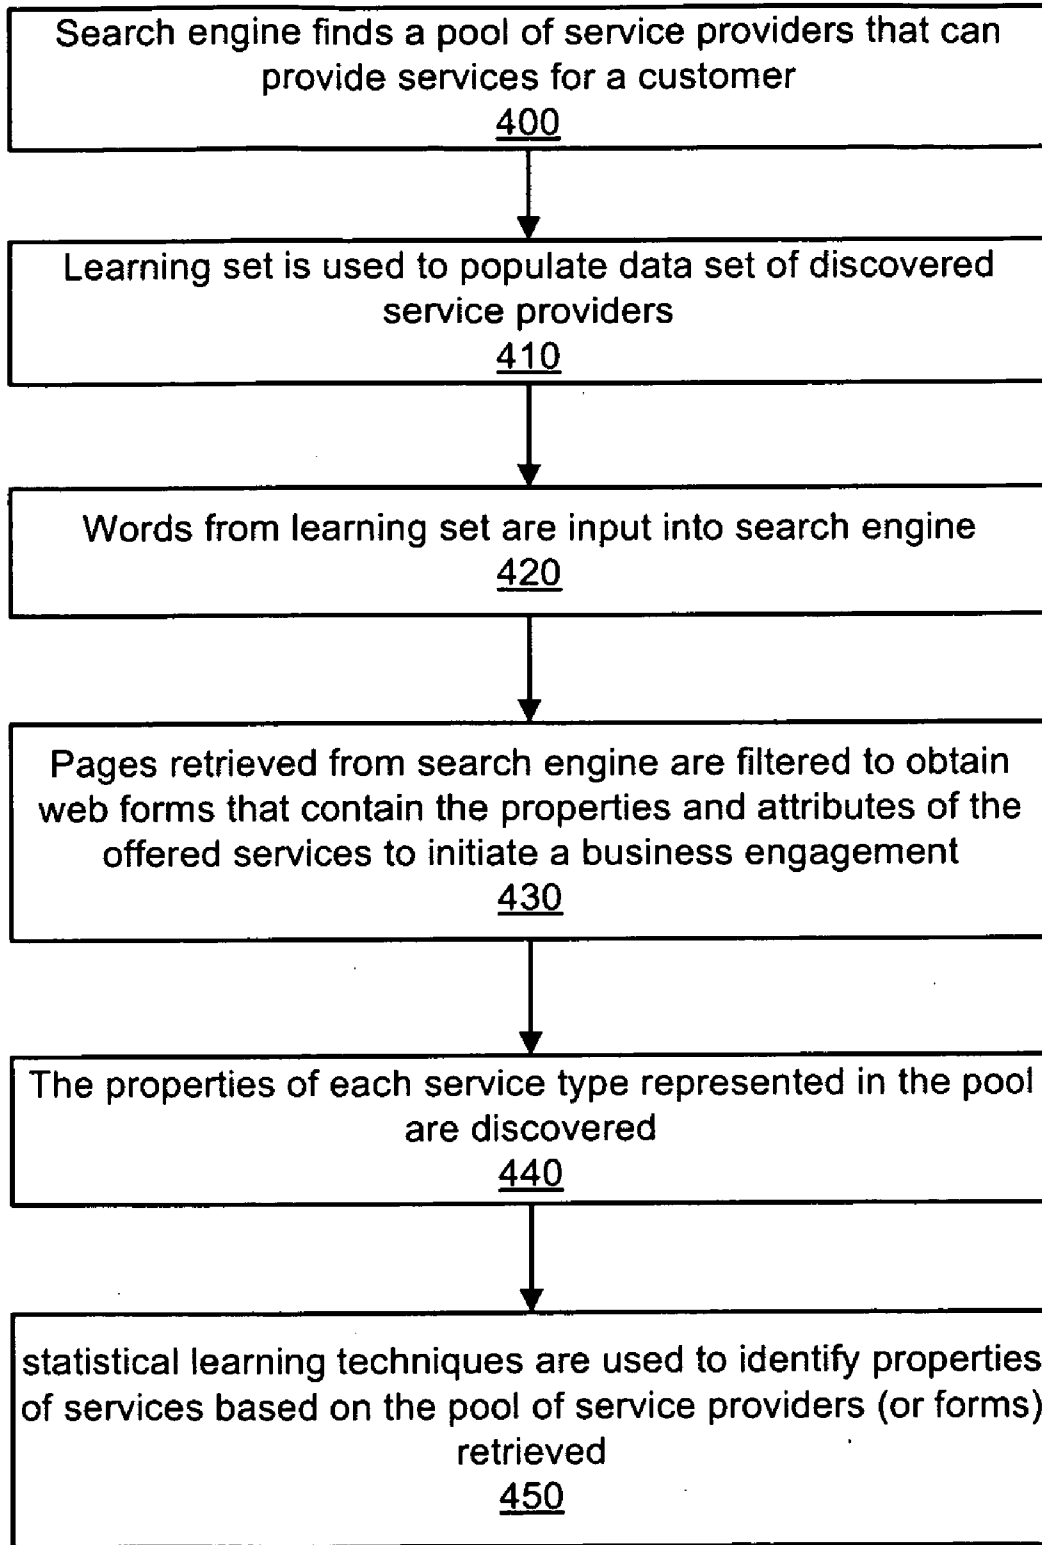 Search engine finds a pool of service providers that can
provide services for a customer
400
Learning set is used to populate data set of discovered
service providers
410
Words from learning set are input into search engine
420
Pages retrieved from search engine are filtered to obtain
web forms that contain the properties and attributes of the
offered services to initiate a business engagement
430
The properties of each service type represented in the pool
are discovered
440
statistical learning techniques are used to identify properties
of services based on the pool of service providers (or forms)
retrieved
450